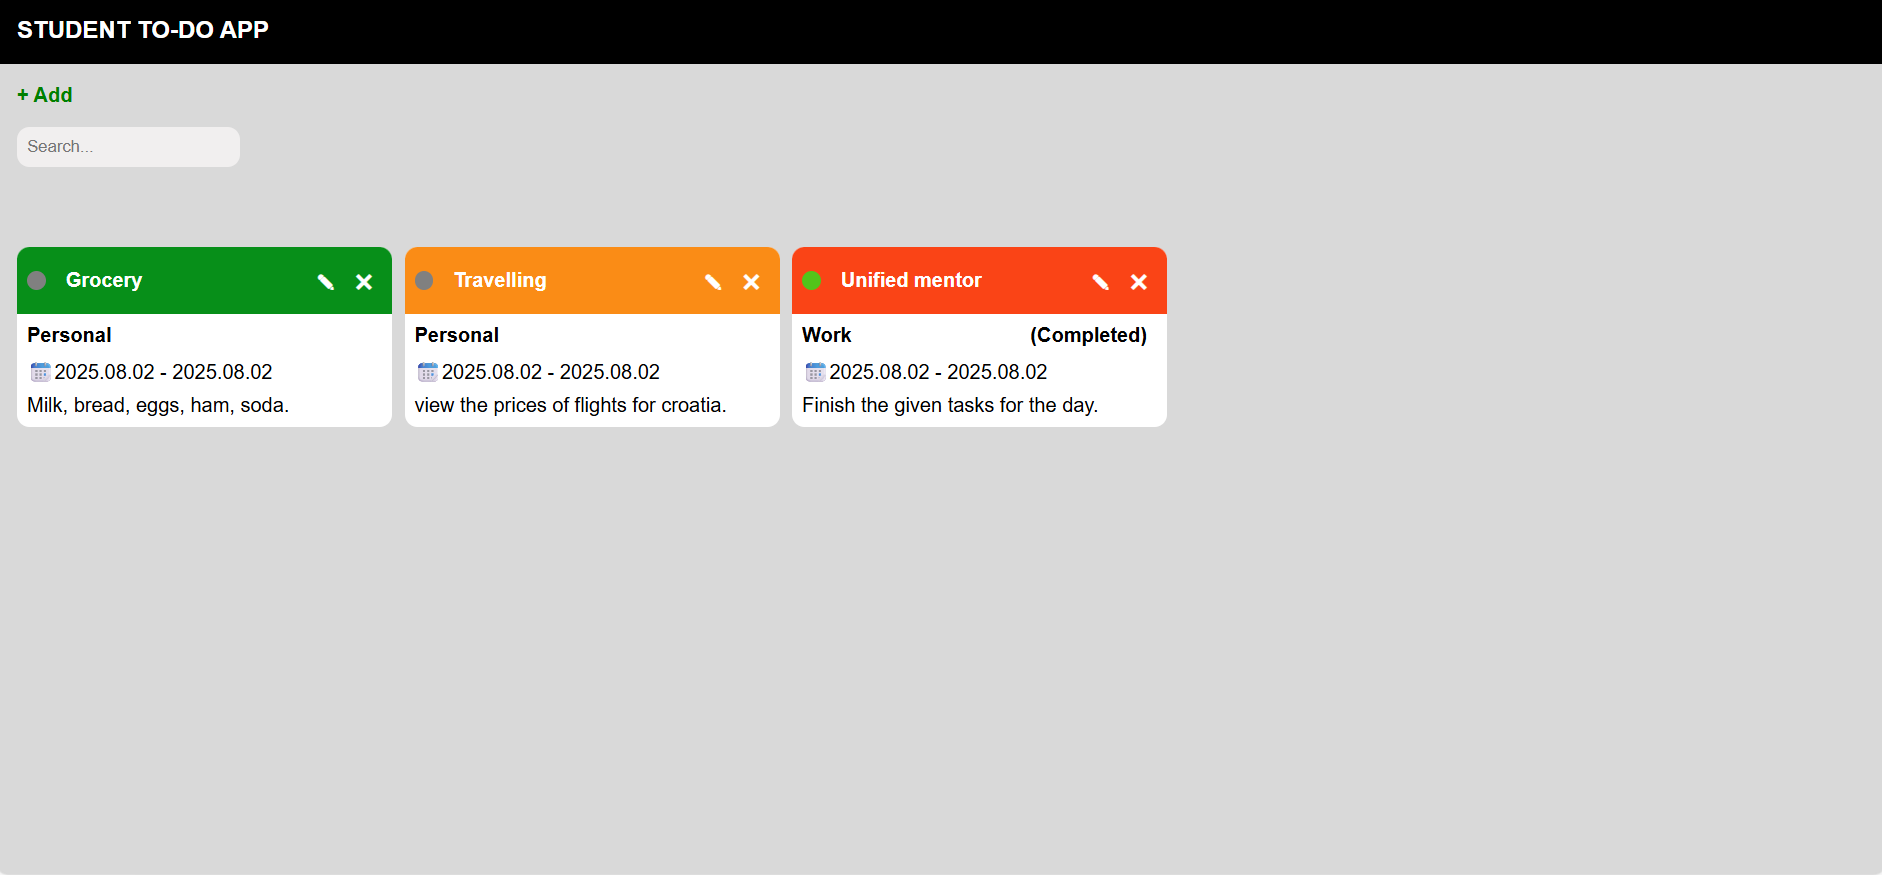 STUDENT TO-DO APP
+ Add
Search...
Grocery
Personal
2025.08.02 - 2025.08.02
Milk, bread, eggs, ham, soda.
Travelling
Personal
2025.08.02 - 2025.08.02
view the prices of flights for croatia.
Unified mentor
Work (Completed)
2025.08.02 - 2025.08.02
Finish the given tasks for the day.